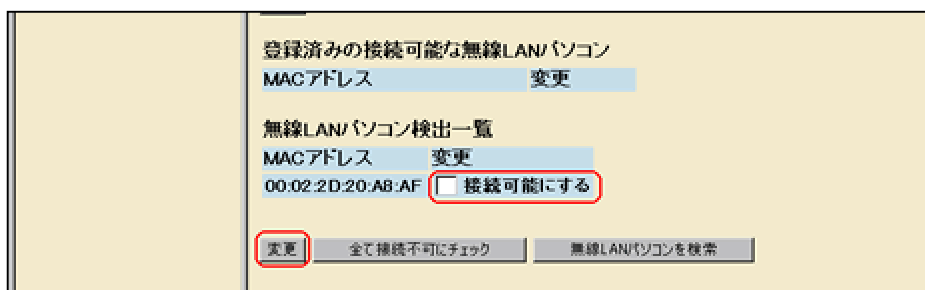 登録済みの接続可能な無線LANパソコン
MACアドレス 変更
無線LANパソコン検出一覧
MACアドレス 変更
00:02:2D:20:A8:AF 接続可能にする
変更 全て接続不可にチェック 無線LANパソコンを検索